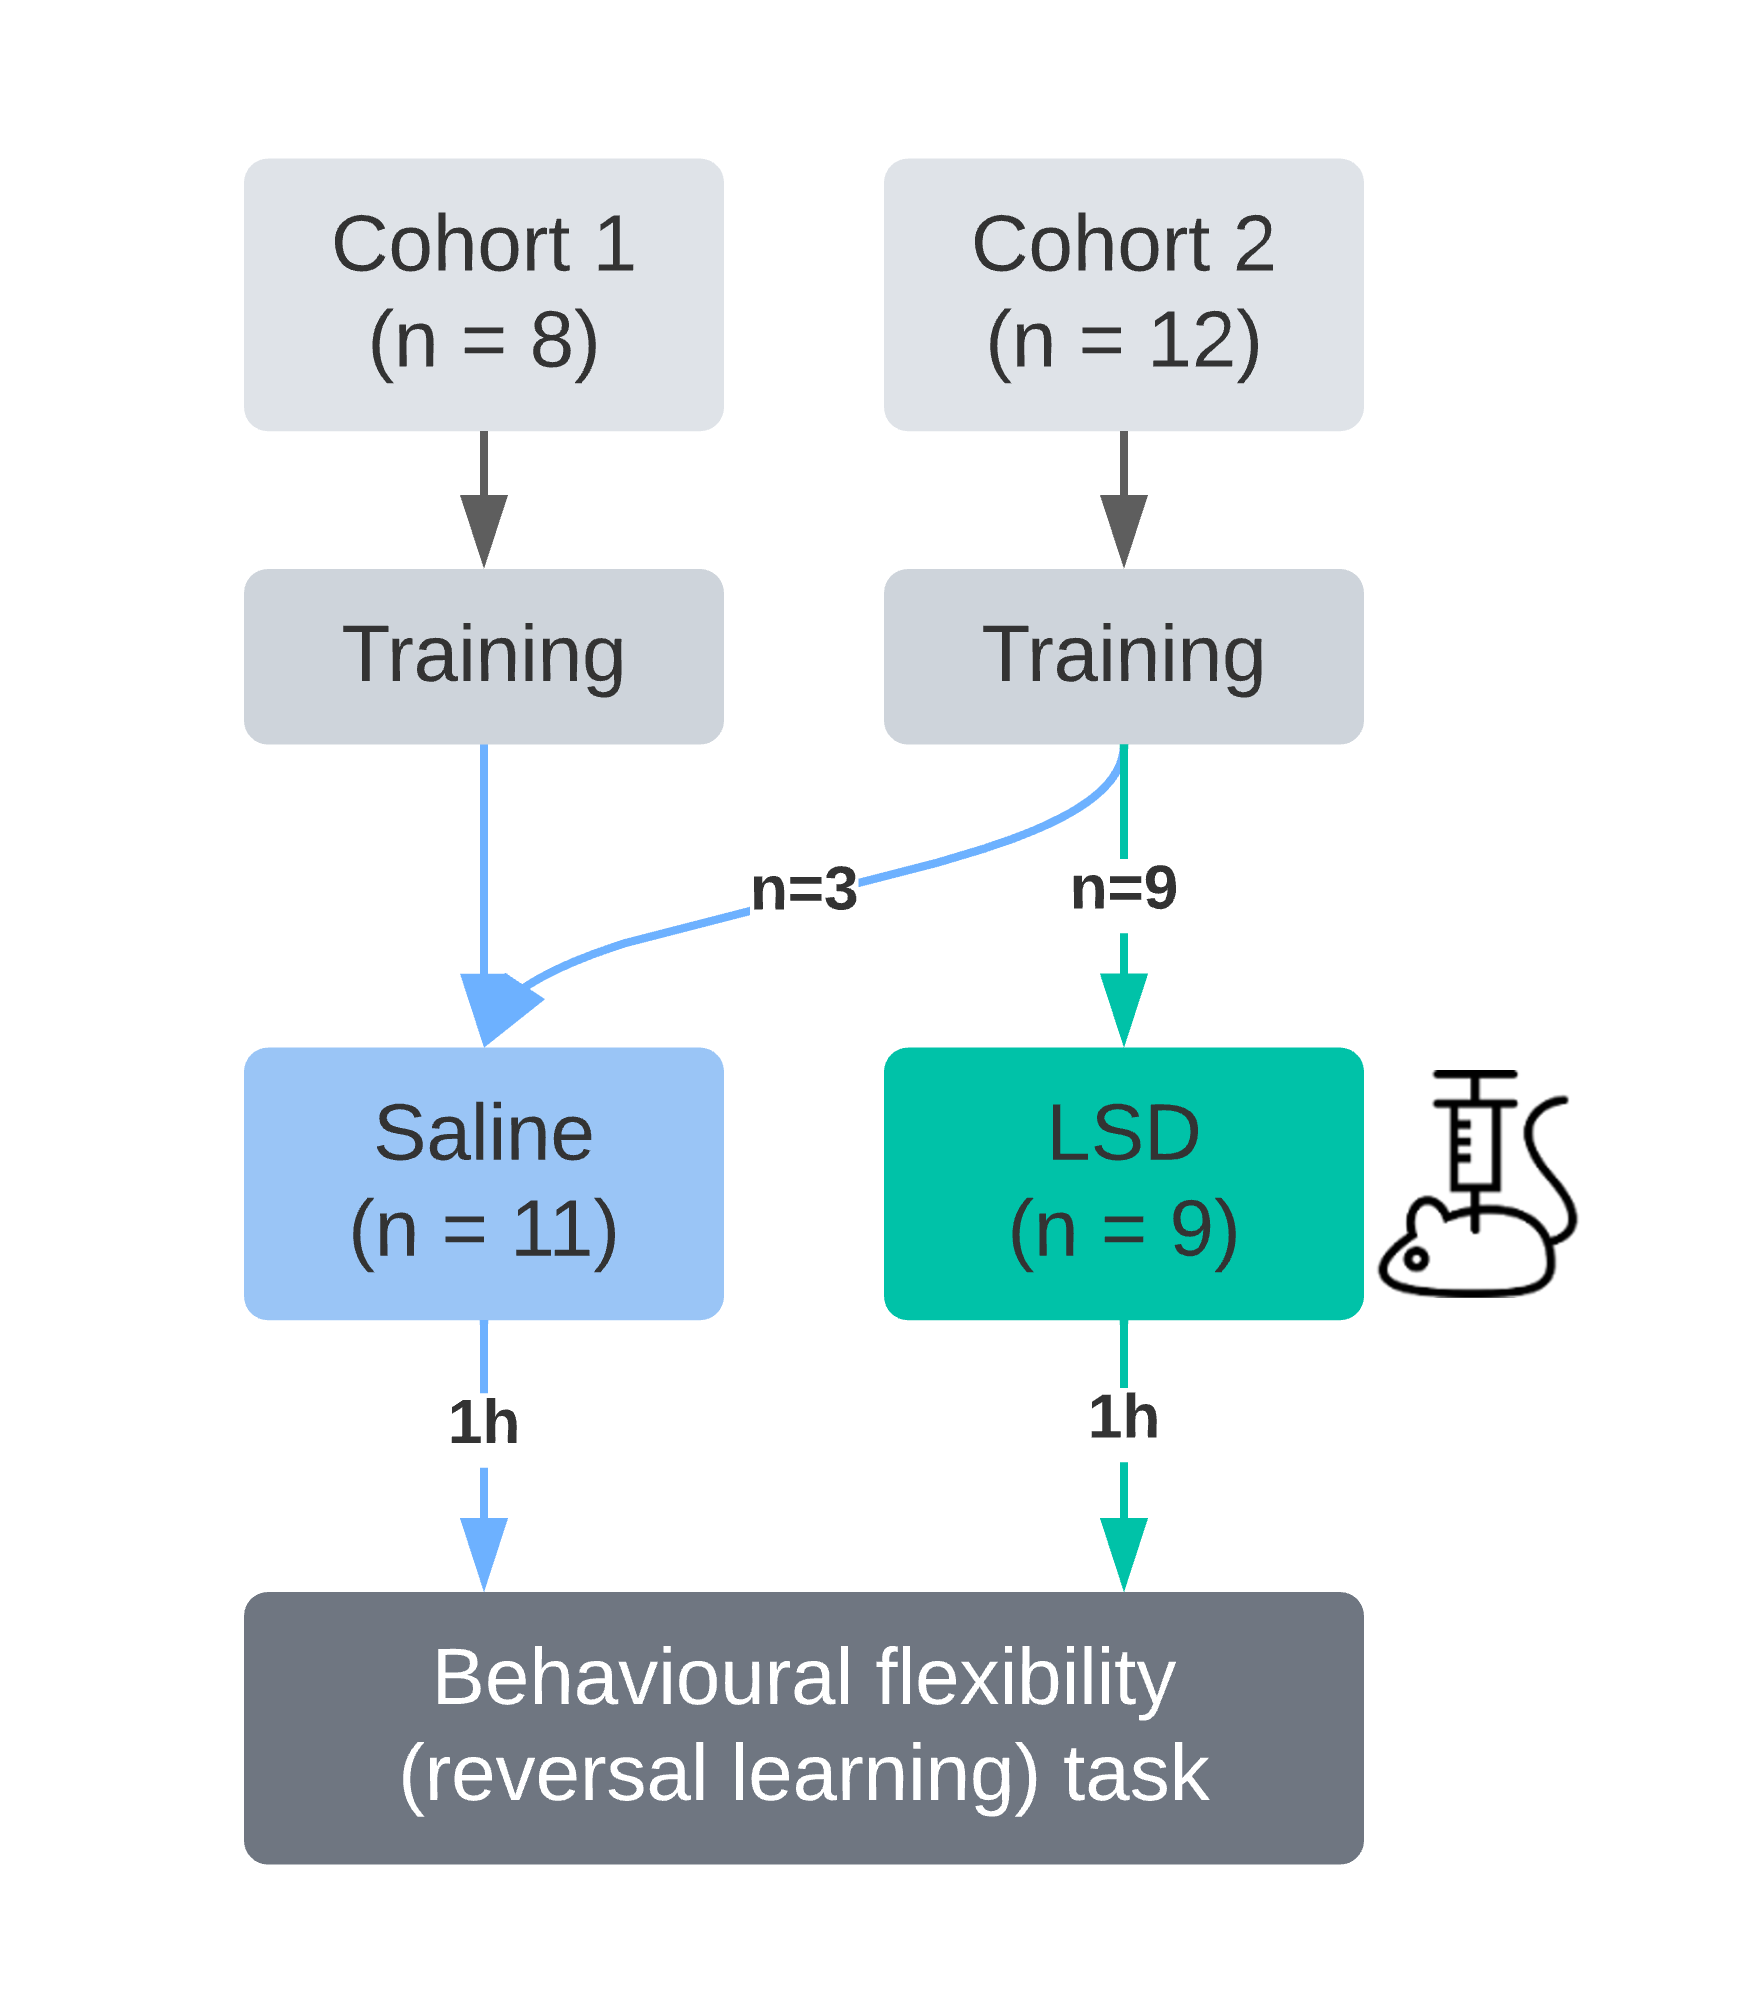 Cohort 1
(n = 8)
Cohort 2
(n = 12)
Training
Training
n=3
n=9
Saline
(n = 11)
LSD
(n = 9)
1h
1h
Behavioural flexibility
(reversal learning) task